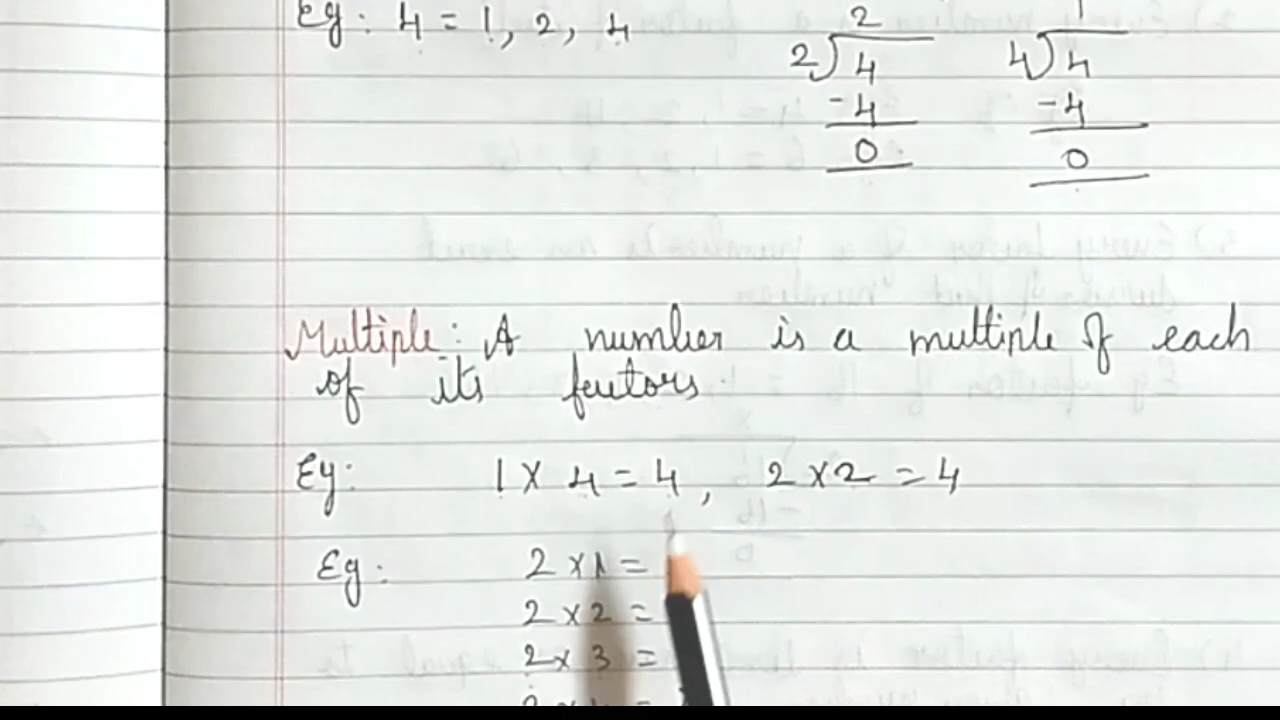 Eg: 4 = 1, 2, 4
2
2) 4
-4
0
1
4) 4
-4
0
Multiple: A number is a multiple of each
of its factors.
Eg: 1 x 4 = 4, 2 x 2 = 4
Eg: 2 x 1 =
2 x 2 =
2 x 3 =